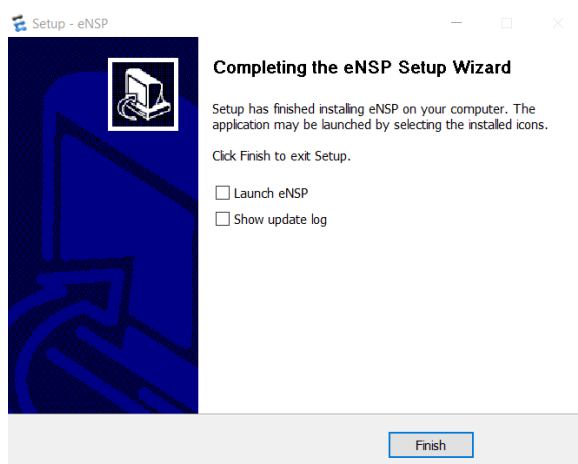 Setup - eNSP
Completing the eNSP Setup Wizard
Setup has finished instaling eNSP on your computer. The
application may be launched by selecting the installed icons.
Click Finish to exit Setup.
Launch eNSP
Show update log
Finish